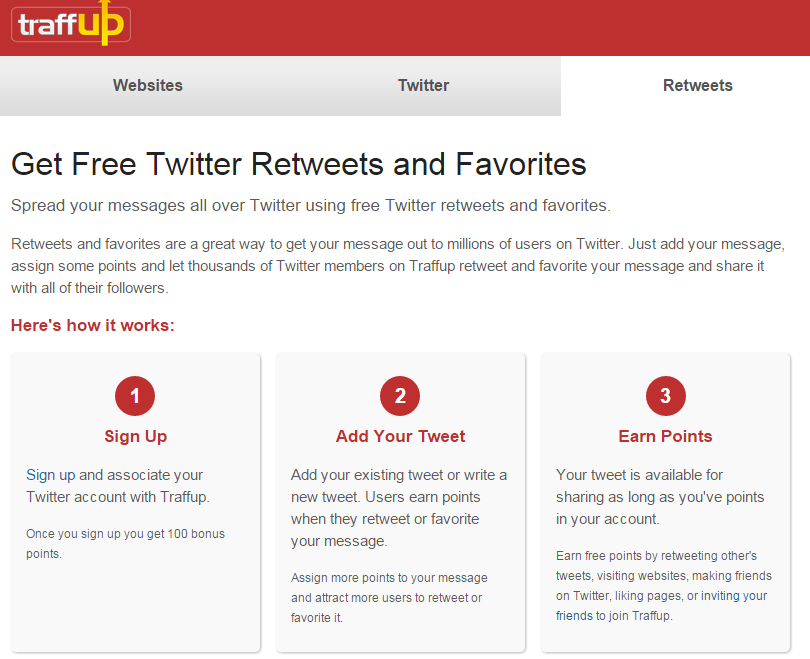 traffup
Websites
Twitter
Retweets
Get Free Twitter Retweets and Favorites
Spread your messages all over Twitter using free Twitter retweets and favorites.
Retweets and favorites are a great way to get your message out to millions of users on Twitter. Just add your message,
assign some points and let thousands of Twitter members on Traffup retweet and favorite your message and share it
with all of their followers.
Here's how it works:
1
Sign Up
Sign up and associate your
Twitter account with Traffup.
Once you sign up you get 100 bonus
points.
2
Add Your Tweet
Add your existing tweet or write a
new tweet. Users earn points
when they retweet or favorite
your message.
Assign more points to your message
and attract more users to retweet or
favorite it.
3
Earn Points
Your tweet is available for
sharing as long as you've points
in your account.
Earn free points by retweeting other's
tweets, visiting websites, making friends
on Twitter, liking pages, or inviting your
friends to join Traffup.